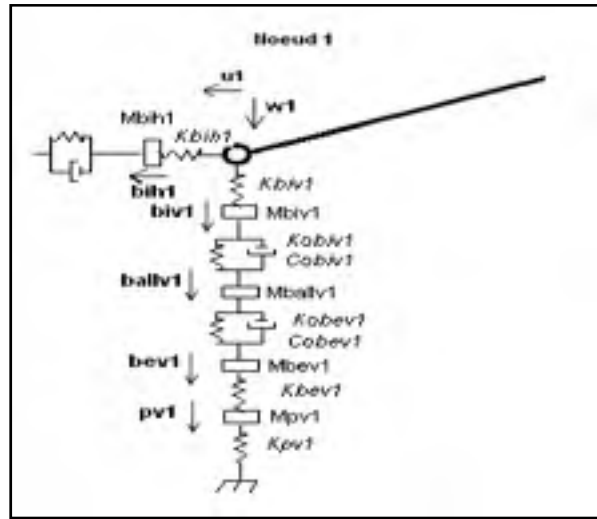 Noeud 1
u1
w1
Mbih1
Kbih1
bih1
Kbiv1
biv1
Mbiv1
Kobiv1
Cobiv1
ballv1
Mballv1
Kobev1
Cobev1
bev1
Mbev1
Kbev1
pv1
Mpv1
Kpv1